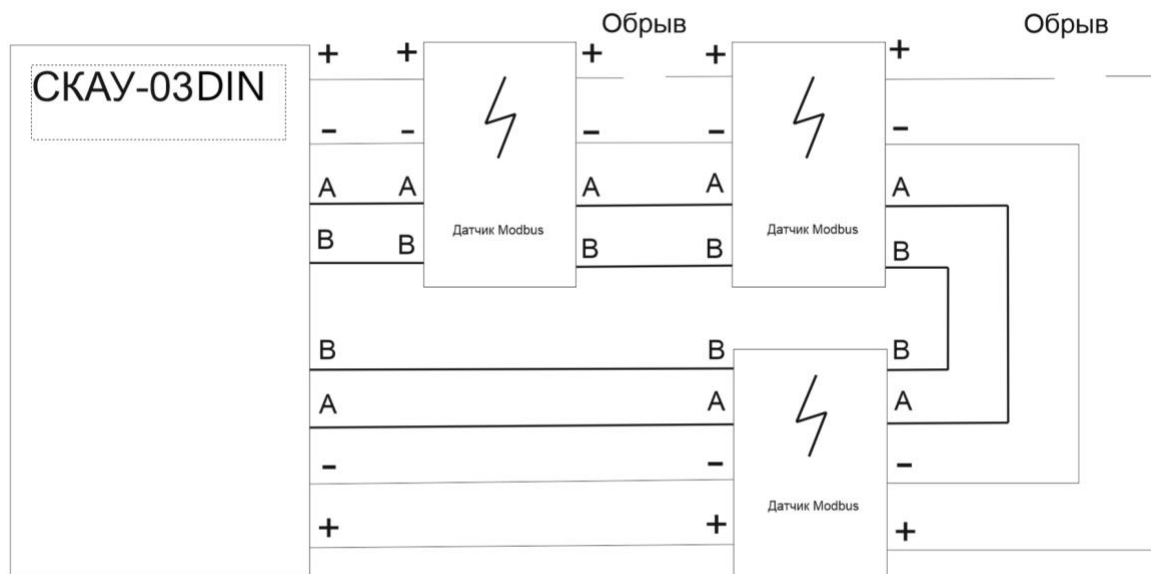 Обрыв Обрыв
+ + + + +
СКАУ-03DIN
- - - - -
A A A A A
Датчик Modbus Датчик Modbus
B B B B B
B B B
A A A
- - -
Датчик Modbus
+ + +